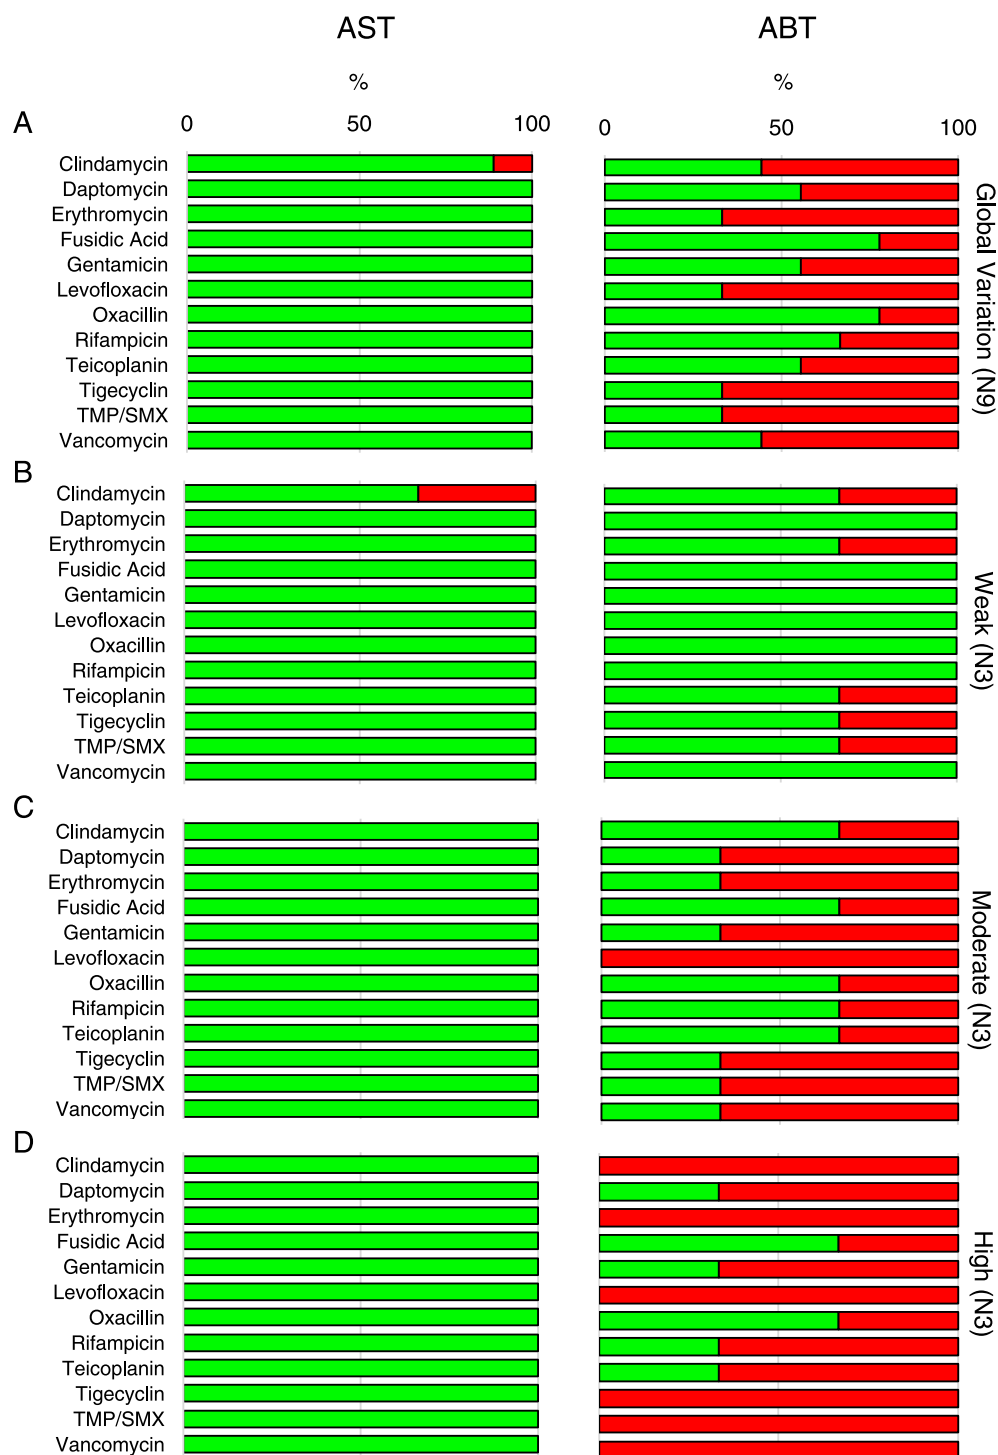 AST ABT
% %
A 0 50 100 0 50 100
Clindamycin
Daptomycin
Erythromycin
Fusidic Acid
Gentamicin
Levofloxacin
Oxacillin
Rifampicin
Teicoplanin
Tigecyclin
TMP/SMX
Vancomycin
Global Variation (N9)
B
Clindamycin
Daptomycin
Erythromycin
Fusidic Acid
Gentamicin
Levofloxacin
Oxacillin
Rifampicin
Teicoplanin
Tigecyclin
TMP/SMX
Vancomycin
Weak (N3)
C
Clindamycin
Daptomycin
Erythromycin
Fusidic Acid
Gentamicin
Levofloxacin
Oxacillin
Rifampicin
Teicoplanin
Tigecyclin
TMP/SMX
Vancomycin
Moderate (N3)
D
Clindamycin
Daptomycin
Erythromycin
Fusidic Acid
Gentamicin
Levofloxacin
Oxacillin
Rifampicin
Teicoplanin
Tigecyclin
TMP/SMX
Vancomycin
High (N3)